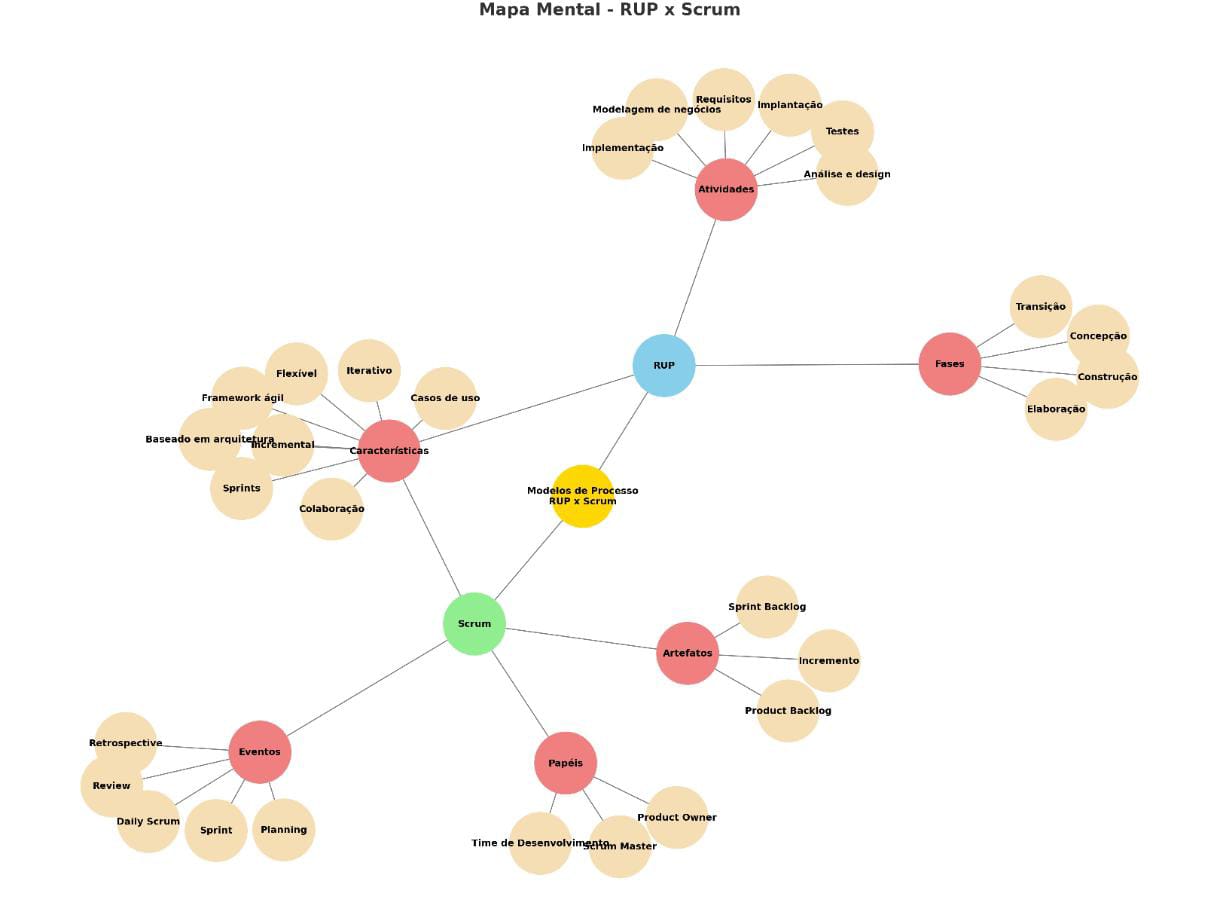 Mapa Mental - RUP x Scrum
Requisitos
Modelagem de negócios
Implantação
Testes
Implementação
Análise e design
Atividades
Transição
Concepção
RUP
Fases
Construção
Elaboração
Flexível
Iterativo
Framework ágil
Casos de uso
Baseado em arquitetura
Incremental
Características
Sprints
Colaboração
Modelos de Processo
RUP x Scrum
Scrum
Sprint Backlog
Artefatos
Incremento
Product Backlog
Retrospective
Eventos
Review
Daily Scrum
Sprint
Planning
Papéis
Product Owner
Time de Desenvolvimento
Scrum Master